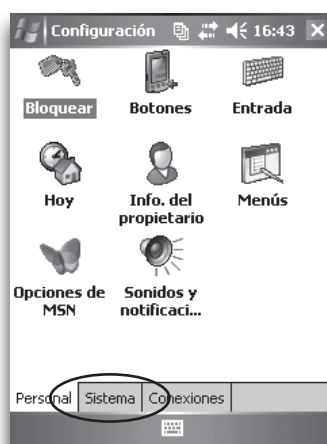 Configuración 16:43
Bloquear Botones Entrada
Hoy Info. del propietario Menús
Opciones de MSN Sonidos y notificaci...
Personal Sistema Conexiones